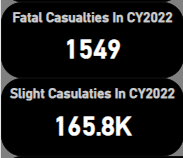 Fatal Casualties In CY2022
1549
Slight Casulaties In CY2022
165.8K